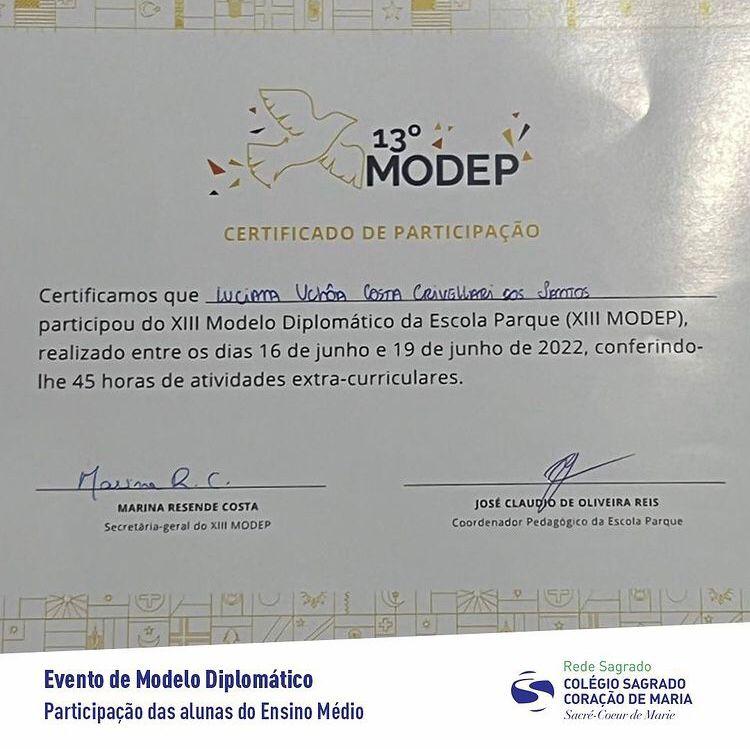 13º
MODEP
CERTIFICADO DE PARTICIPAÇÃO
Certificamos que Luciana Uchôa Costa Crivellari dos Santos
participou do XIII Modelo Diplomático da Escola Parque (XIII MODEP),
realizado entre os dias 16 de junho e 19 de junho de 2022, conferindo-
lhe 45 horas de atividades extra-curriculares.
Marina R. C.
MARINA RESENDE COSTA
Secretária-geral do XIII MODEP
JOSÉ CLAUDIO DE OLIVEIRA REIS
Coordenador Pedagógico da Escola Parque
Evento de Modelo Diplomático
Participação das alunas do Ensino Médio
Rede Sagrado
COLÉGIO SAGRADO
CORAÇÃO DE MARIA
Sacré-Coeur de Marie